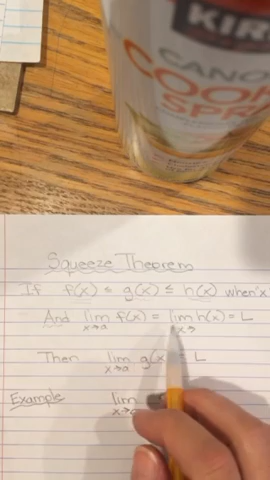 KIR
CANO
COOK
SPR
Squeeze Theorem
If f(x) ≤ g(x) ≤ h(x) when x
And lim x→a f(x) = lim x→ h(x) = L
Then lim x→a g(x) = L
Example lim x→a